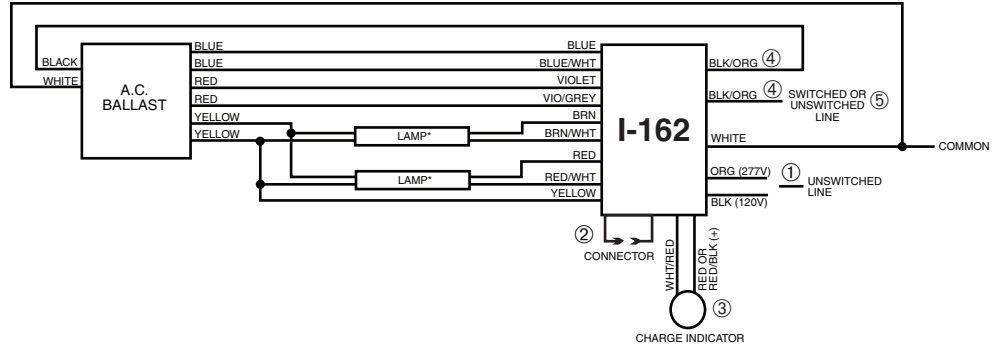 BLUE
BLUE
BLACK
BLUE
BLUE/WHT
BLK/ORG ④
WHITE
A.C.
BALLAST
RED
VIOLET
RED
VIO/GREY
BLK/ORG ④
SWITCHED OR
UNSWITCHED
LINE
⑤
YELLOW
BRN
I-162
YELLOW
LAMP*
BRN/WHT
WHITE
COMMON
RED
ORG (277V)
①
UNSWITCHED
LINE
LAMP*
RED/WHT
YELLOW
BLK (120V)
②
CONNECTOR
WHT/RED
RED OR
RED/BLK (+)
③
CHARGE INDICATOR